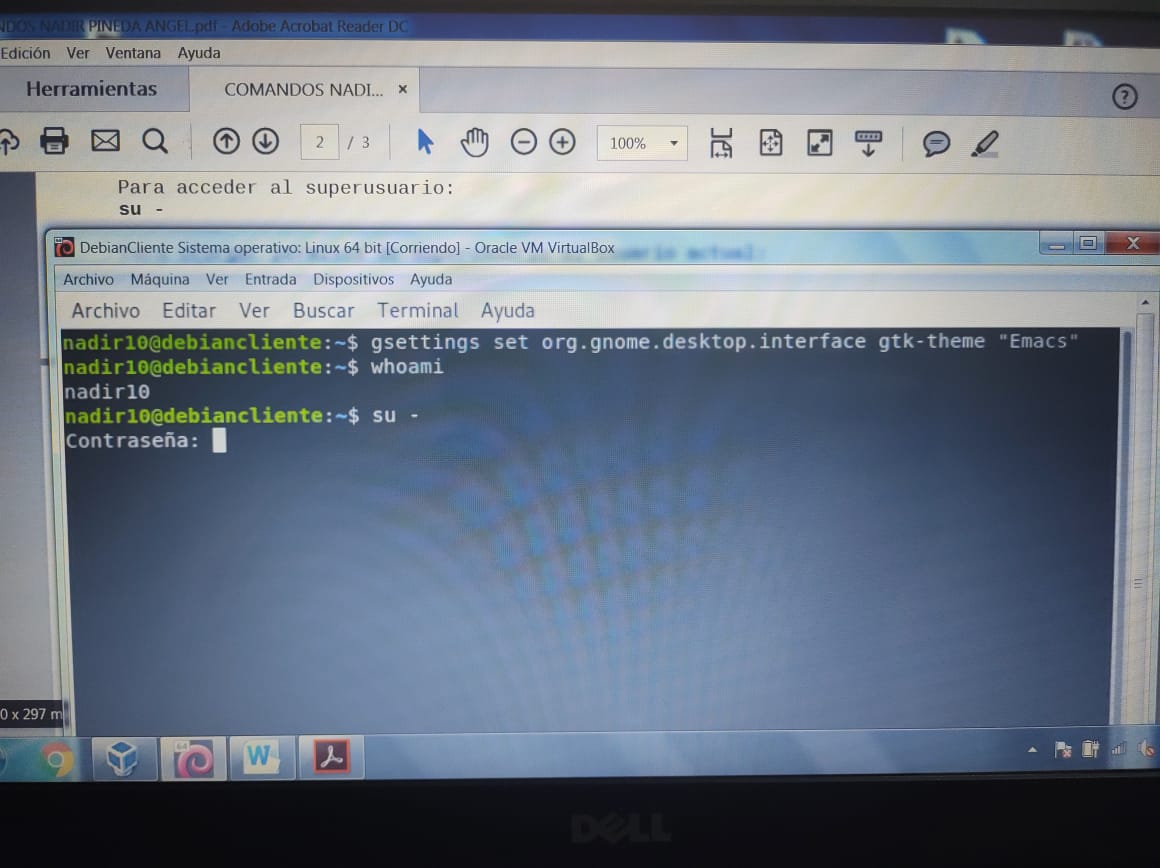 NDOS NADIR PINEDA ANGEL.pdf - Adobe Acrobat Reader DC
Edición Ver Ventana Ayuda
Herramientas COMANDOS NADI... ×
2 / 3 100%
Para acceder al superusuario:
su -
DebianCliente Sistema operativo: Linux 64 bit [Corriendo] - Oracle VM VirtualBox
Archivo Máquina Ver Entrada Dispositivos Ayuda
Archivo Editar Ver Buscar Terminal Ayuda
nadir10@debiancliente:~$ gsettings set org.gnome.desktop.interface gtk-theme "Emacs"
nadir10@debiancliente:~$ whoami
nadir10
nadir10@debiancliente:~$ su -
Contraseña:
0 x 297 m
64
W
DELL